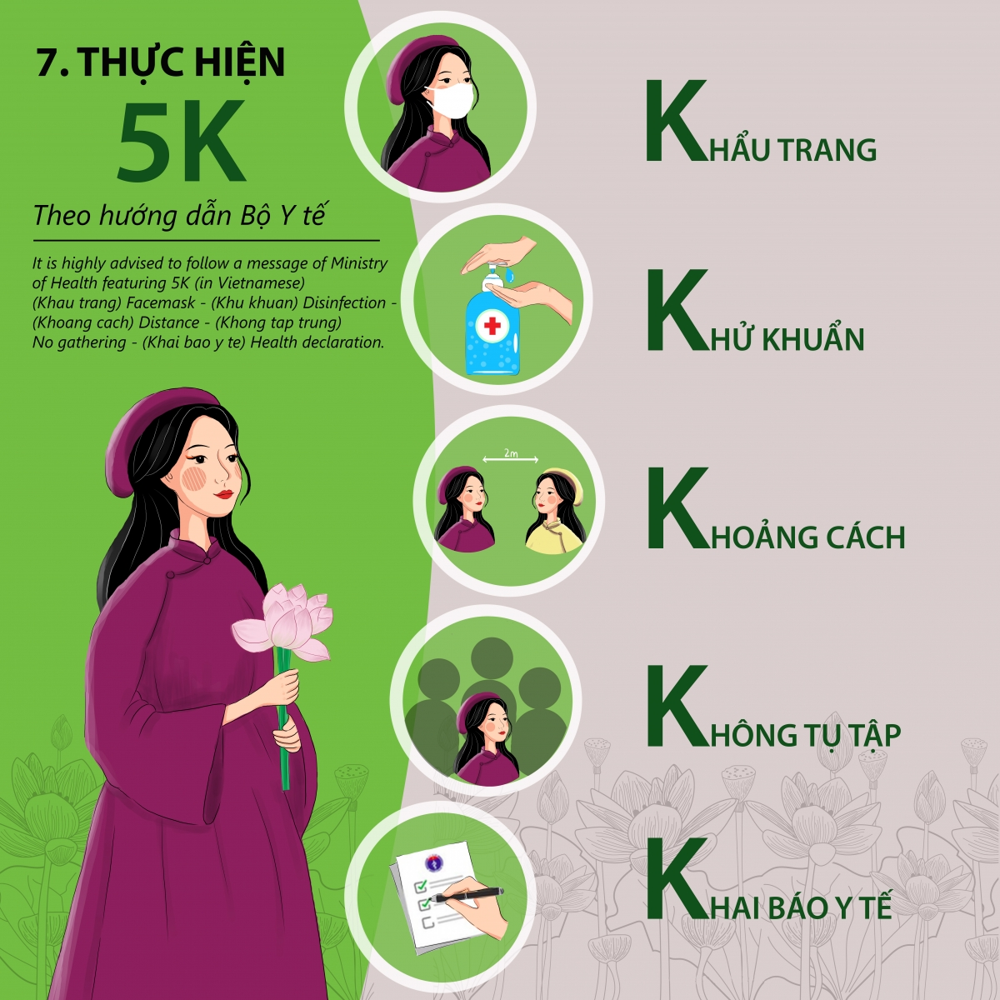 7. THỰC HIỆN
5K
Theo hướng dẫn Bộ Y tế
It is highly advised to follow a message of Ministry
of Health featuring 5K (in Vietnamese)
(Khau trang) Facemask - (Khu khuan) Disinfection -
(Khoang cach) Distance - (Khong tap trung)
No gathering - (Khai bao y te) Health declaration.
KHẨU TRANG
KHỬ KHUẨN
2m
KHOẢNG CÁCH
KHÔNG TỤ TẬP
KHAI BÁO Y TẾ